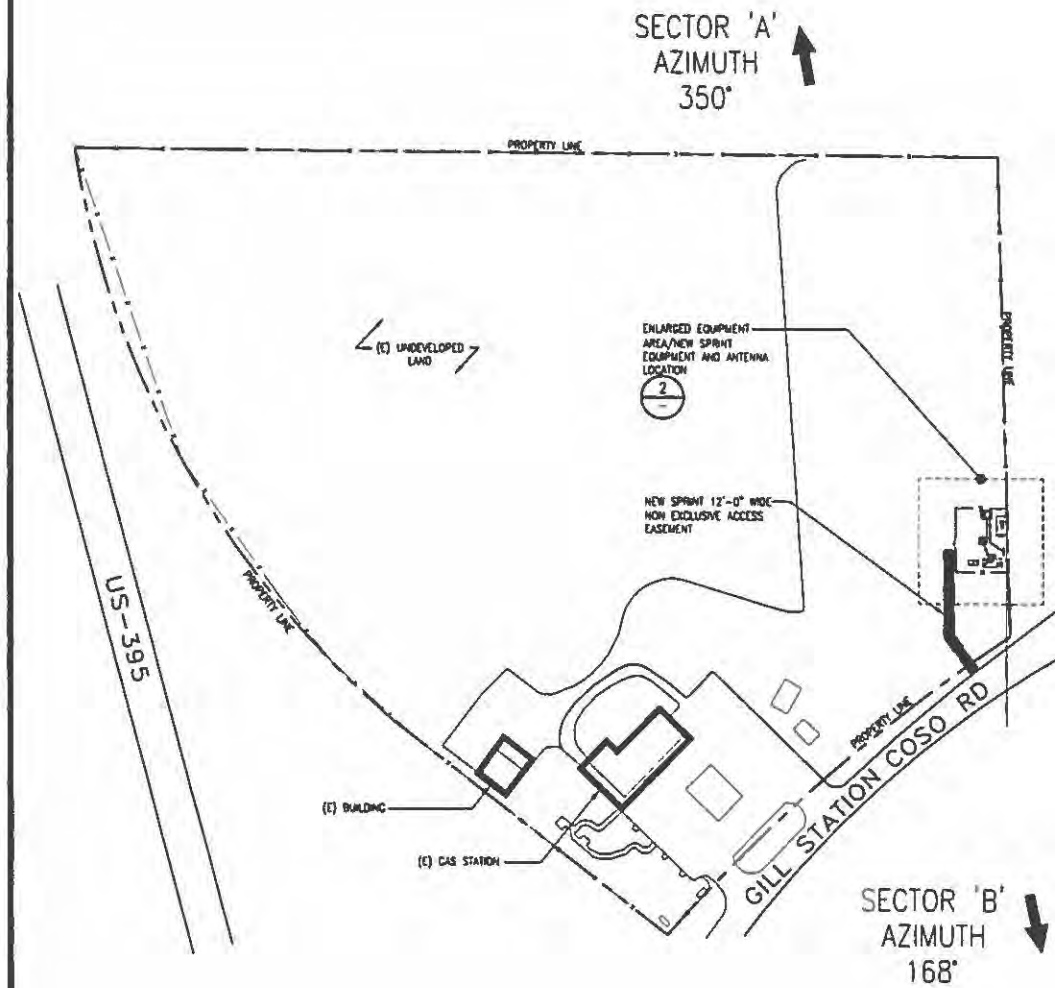 SECTOR 'A'
AZIMUTH
350°
PROPERTY LINE
(E) UNDEVELOPED
LAND
ENLARGED EQUIPMENT
AREA/NEW SPRINT
EQUIPMENT AND ANTENNA
LOCATION
2
-
PROPERTY LINE
NEW SPRINT 12'-0" WIDE
NON EXCLUSIVE ACCESS
EASEMENT
US-395
PROPERTY LINE
PROPERTY LINE
GILL STATION COSO RD
(E) BUILDING
(E) GAS STATION
SECTOR 'B'
AZIMUTH
168°